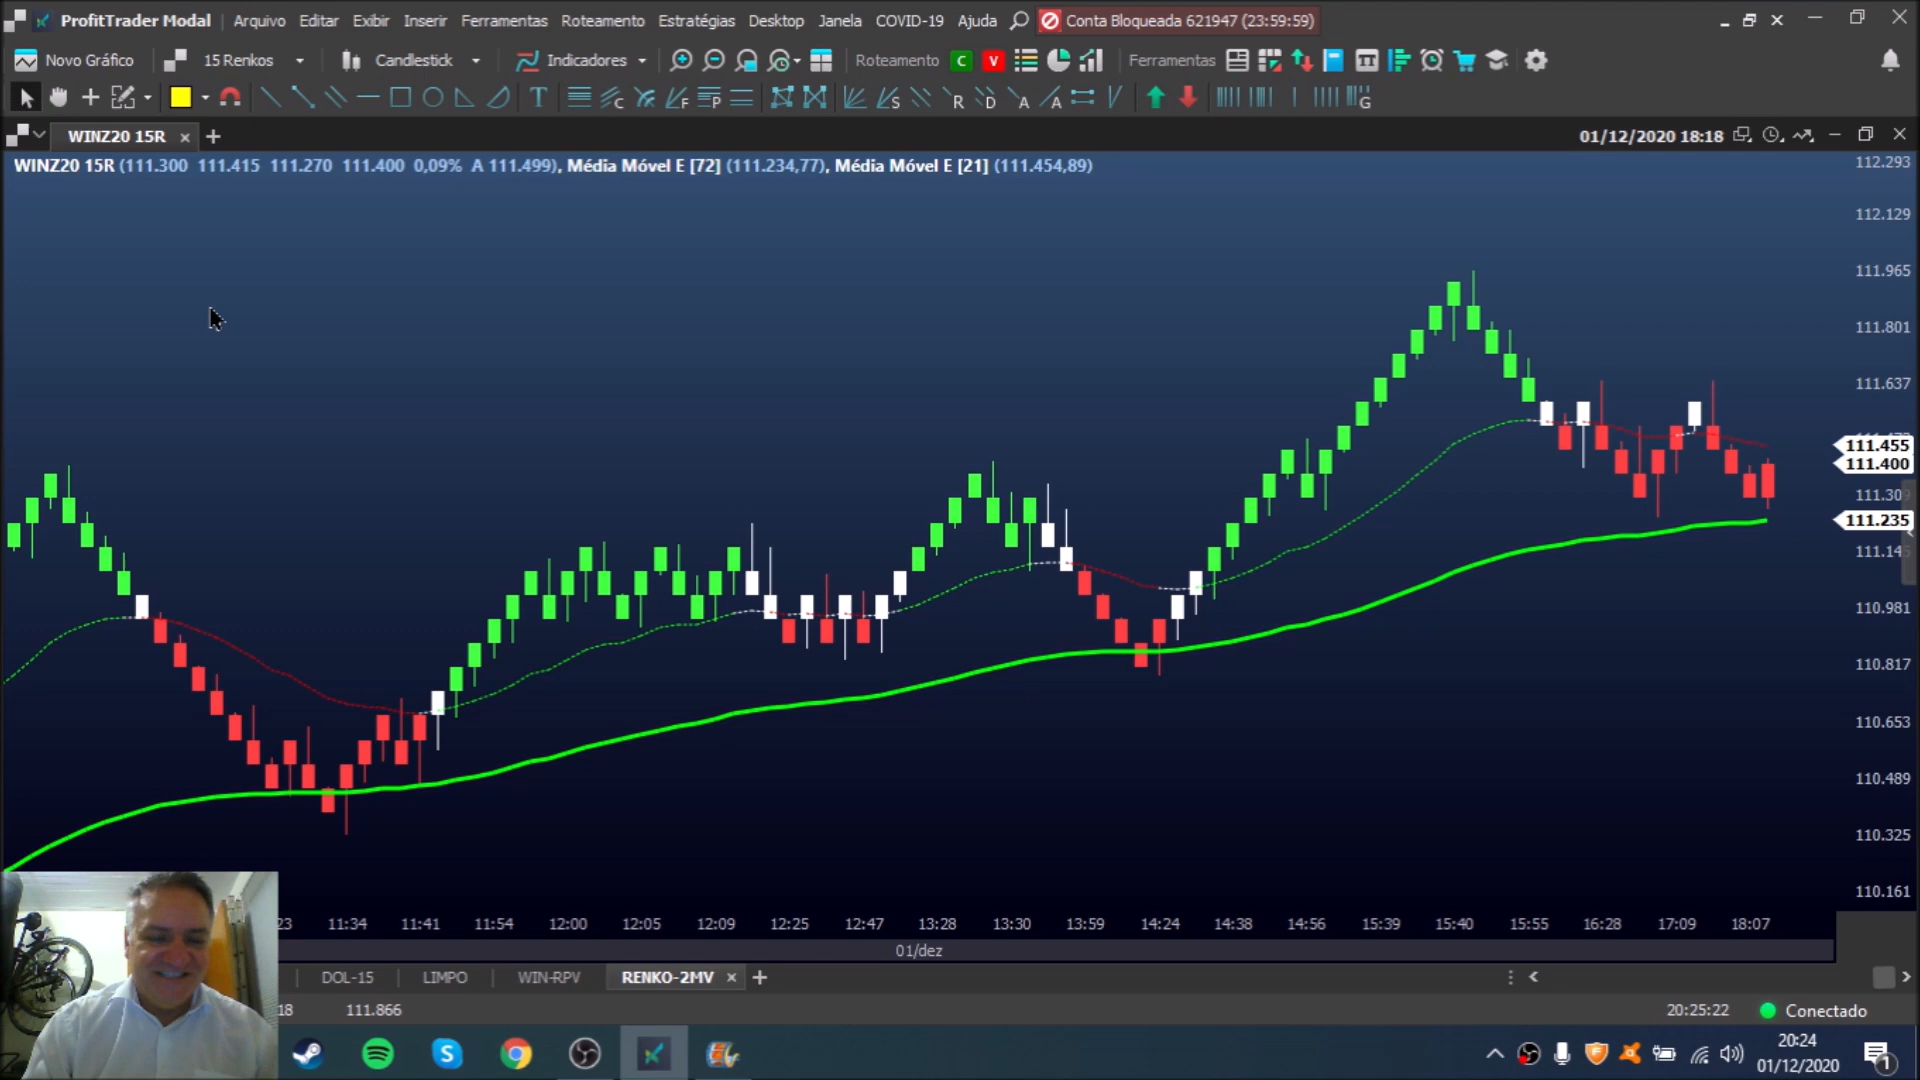 ProfitTrader Modal Arquivo Editar Exibir Inserir Ferramentas Roteamento Estratégias Desktop Janela COVID-19 Ajuda Conta Bloqueada 621947 (23:59:59)
Novo Gráfico 15 Renkos Candlestick Indicadores Roteamento C V Ferramentas
WINZ20 15R
01/12/2020 18:18
WINZ20 15R (111.300 111.415 111.270 111.400 0,09% A 111.499), Média Móvel E [72] (111.234,77), Média Móvel E [21] (111.454,89)
112.293
112.129
111.965
111.801
111.637
111.455
111.400
111.309
111.235
111.145
110.981
110.817
110.653
110.489
110.325
110.161
23 11:34 11:41 11:54 12:00 12:05 12:09 12:25 12:47 13:28 13:30 13:59 14:24 14:38 14:56 15:39 15:40 15:55 16:28 17:09 18:07
01/dez
DOL-15 LIMPO WIN-RPV RENKO-2MV
18 111.866 20:25:22 Conectado
20:24
01/12/2020
1